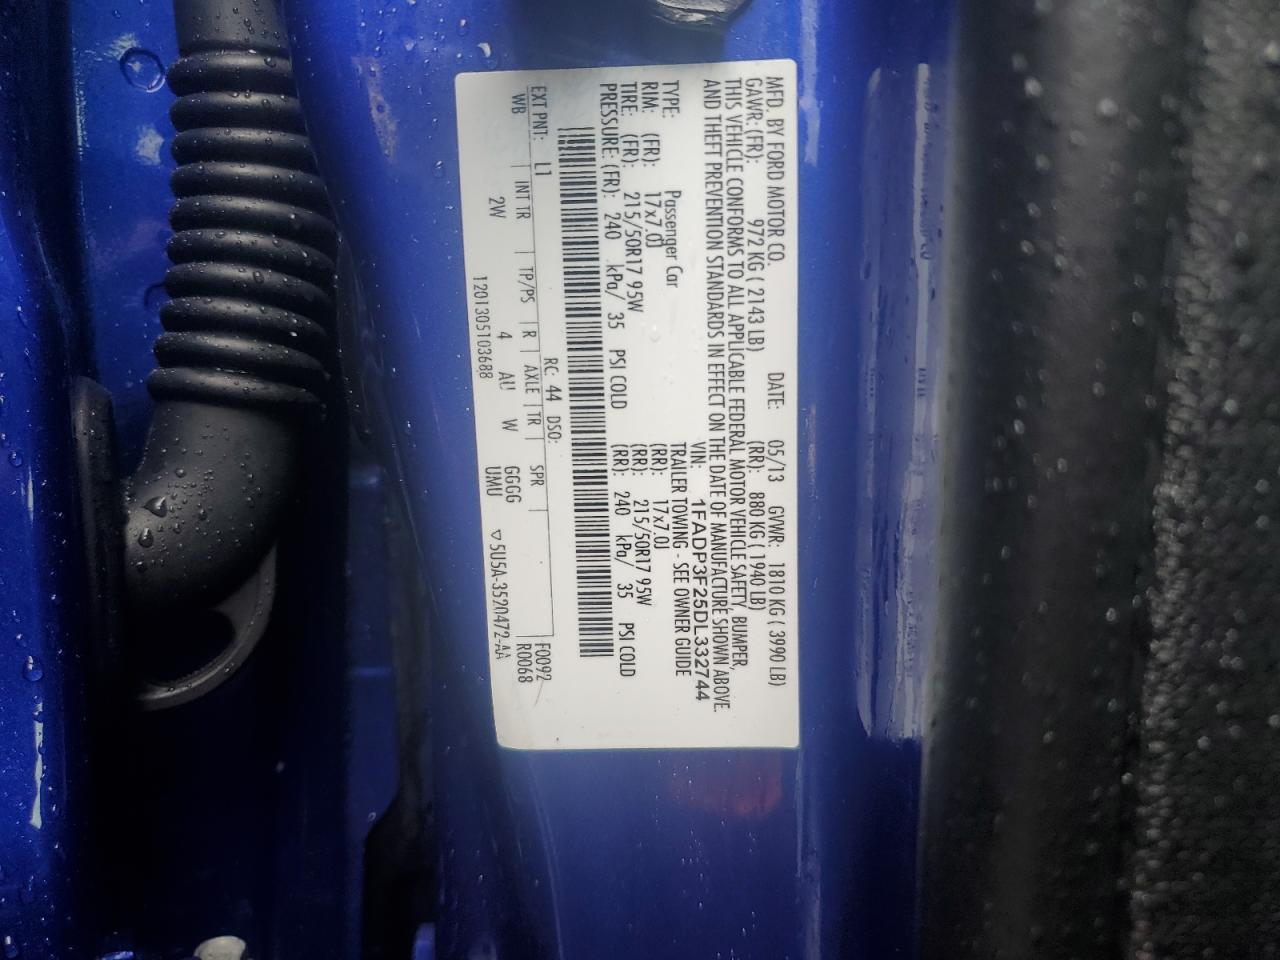 MFD. BY FORD MOTOR CO. DATE: 05/13 GVWR: 1810 KG ( 3990 LB)
GAWR: (FR): 972 KG ( 2143 LB) (RR): 880 KG ( 1940 LB)
THIS VEHICLE CONFORMS TO ALL APPLICABLE FEDERAL MOTOR VEHICLE SAFETY, BUMPER,
AND THEFT PREVENTION STANDARDS IN EFFECT ON THE DATE OF MANUFACTURE SHOWN ABOVE.
VIN: 1FADP3F25DL332744
TYPE: Passenger Car TRAILER TOWING - SEE OWNER GUIDE
RIM: (FR): 17x7.0J (RR): 17x7.0J
TIRE: (FR): 215/50R17 95W (RR): 215/50R17 95W
PRESSURE: (FR): 240 kPa/ 35 PSI COLD (RR): 240 kPa/ 35 PSI COLD
RC: 44 DSO: F0092
EXT PNT: L1 INT TR TP/PS R AXLE TR SPR R0068
WB 2W 4 AU W GGGG
UMU
1201305103688 ▽ 5U5A-3520472-AA